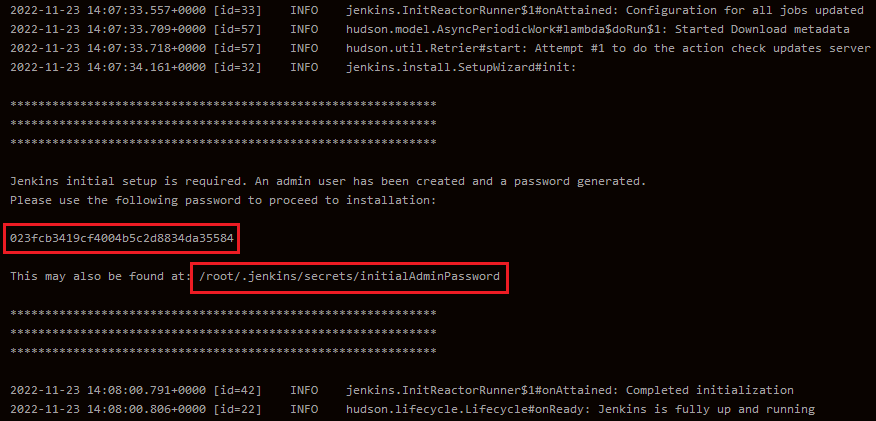 2022-11-23 14:07:33.557+0000 [id=33] INFO jenkins.InitReactorRunner$1#onAttained: Configuration for all jobs updated
2022-11-23 14:07:33.709+0000 [id=57] INFO hudson.model.AsyncPeriodicWork#lambda$doRun$1: Started Download metadata
2022-11-23 14:07:33.718+0000 [id=57] INFO hudson.util.Retrier#start: Attempt #1 to do the action check updates server
2022-11-23 14:07:34.161+0000 [id=32] INFO jenkins.install.SetupWizard#init:
*************************************************************
*************************************************************
*************************************************************
Jenkins initial setup is required. An admin user has been created and a password generated.
Please use the following password to proceed to installation:
023fcb3419cf4004b5c2d8834da35584
This may also be found at: /root/.jenkins/secrets/initialAdminPassword
*************************************************************
*************************************************************
*************************************************************
2022-11-23 14:08:00.791+0000 [id=42] INFO jenkins.InitReactorRunner$1#onAttained: Completed initialization
2022-11-23 14:08:00.806+0000 [id=22] INFO hudson.lifecycle.Lifecycle#onReady: Jenkins is fully up and running